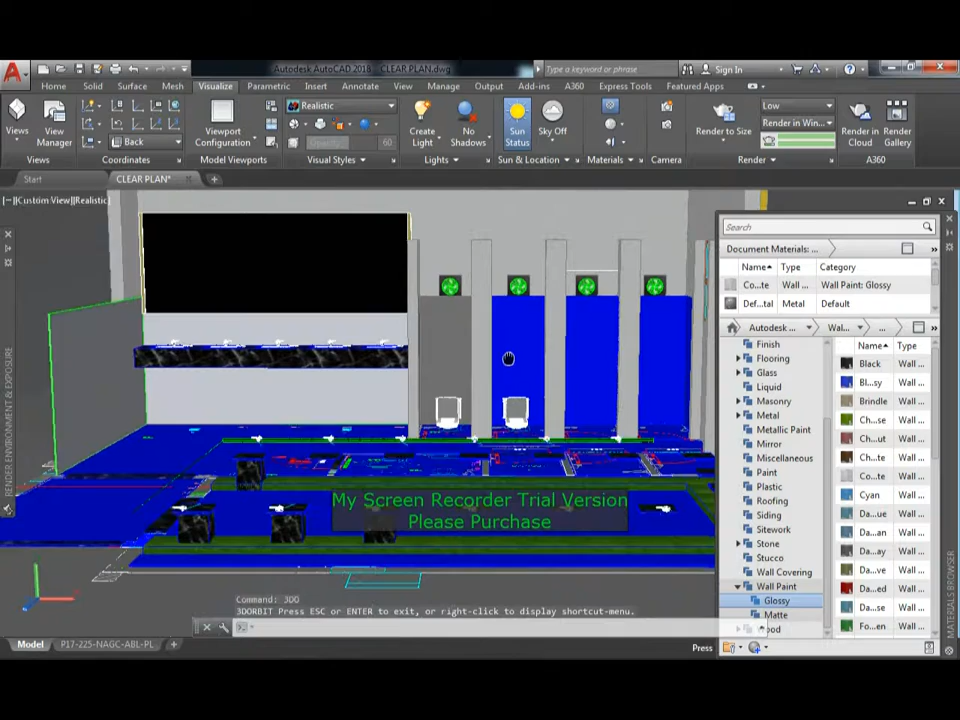 Autodesk AutoCAD 2018 CLEAR PLAN.dwg
Type a keyword or phrase
Sign In
Home Solid Surface Mesh Visualize Parametric Insert Annotate View Manage Output Add-ins A360 Express Tools Featured Apps
Realistic
Low
Views
View Manager
Back
Viewport Configuration
Opacity
60
Create Light
No Shadows
Sun Status
Sky Off
Render to Size
Render in Win...
Render in Cloud
Render Gallery
Views Coordinates Model Viewports Visual Styles Lights Sun & Location Materials Camera Render A360
Start CLEAR PLAN*
[−][Custom View][Realistic]
Search
Document Materials: ...
Name Type Category
Co...te Wall ... Wall Paint: Glossy
Def...tal Metal Default
Autodesk ... Wal... ...
Finish
Flooring
Glass
Liquid
Masonry
Metal
Metallic Paint
Mirror
Miscellaneous
Paint
Plastic
Roofing
Siding
Sitework
Stone
Stucco
Wall Covering
Wall Paint
Glossy
Matte
Name Type
Black Wall ...
Bl...sy Wall ...
Brindle Wall ...
Ch...se Wall ...
Ch...ut Wall ...
Ch...te Wall ...
Co...te Wall ...
Cyan Wall ...
Da...ue Wall ...
Da...an Wall ...
Da...ay Wall ...
Da...ve Wall ...
Da...ed Wall ...
Da...se Wall ...
Fo...en Wall ...
RENDER ENVIRONMENT & EXPOSURE
MATERIALS BROWSER
My Screen Recorder Trial Version
Please Purchase
Command: 3DO
3DORBIT Press ESC or ENTER to exit, or right-click to display shortcut-menu.
Model P17-225-NAGC-ABL-PL
Press